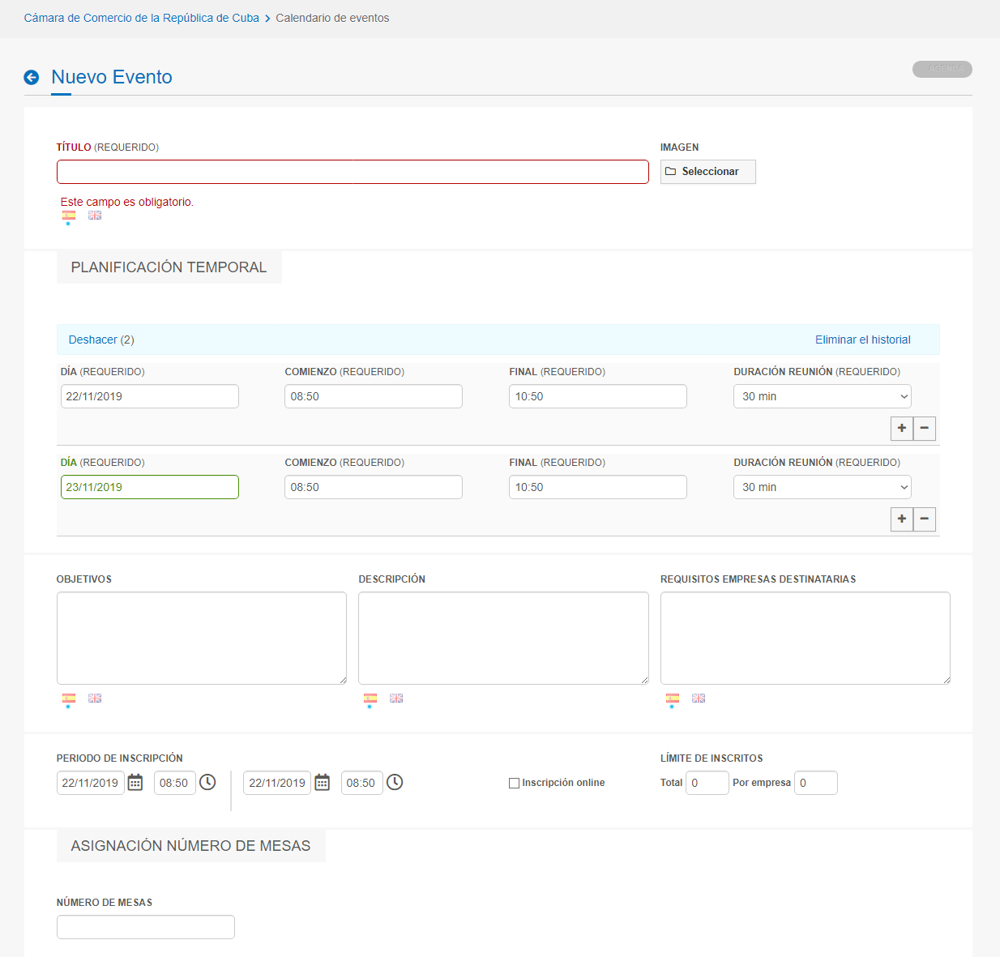 Cámara de Comercio de la República de Cuba > Calendario de eventos
AGENDA
Nuevo Evento
TÍTULO (REQUERIDO)
IMAGEN
Seleccionar
Este campo es obligatorio.
PLANIFICACIÓN TEMPORAL
Deshacer (2)
Eliminar el historial
DÍA (REQUERIDO) COMIENZO (REQUERIDO) FINAL (REQUERIDO) DURACIÓN REUNIÓN (REQUERIDO)
22/11/2019 08:50 10:50 30 min
+ −
DÍA (REQUERIDO) COMIENZO (REQUERIDO) FINAL (REQUERIDO) DURACIÓN REUNIÓN (REQUERIDO)
23/11/2019 08:50 10:50 30 min
+ −
OBJETIVOS DESCRIPCIÓN REQUISITOS EMPRESAS DESTINATARIAS
PERIODO DE INSCRIPCIÓN LÍMITE DE INSCRITOS
22/11/2019 08:50 22/11/2019 08:50 Inscripción online Total 0 Por empresa 0
ASIGNACIÓN NÚMERO DE MESAS
NÚMERO DE MESAS